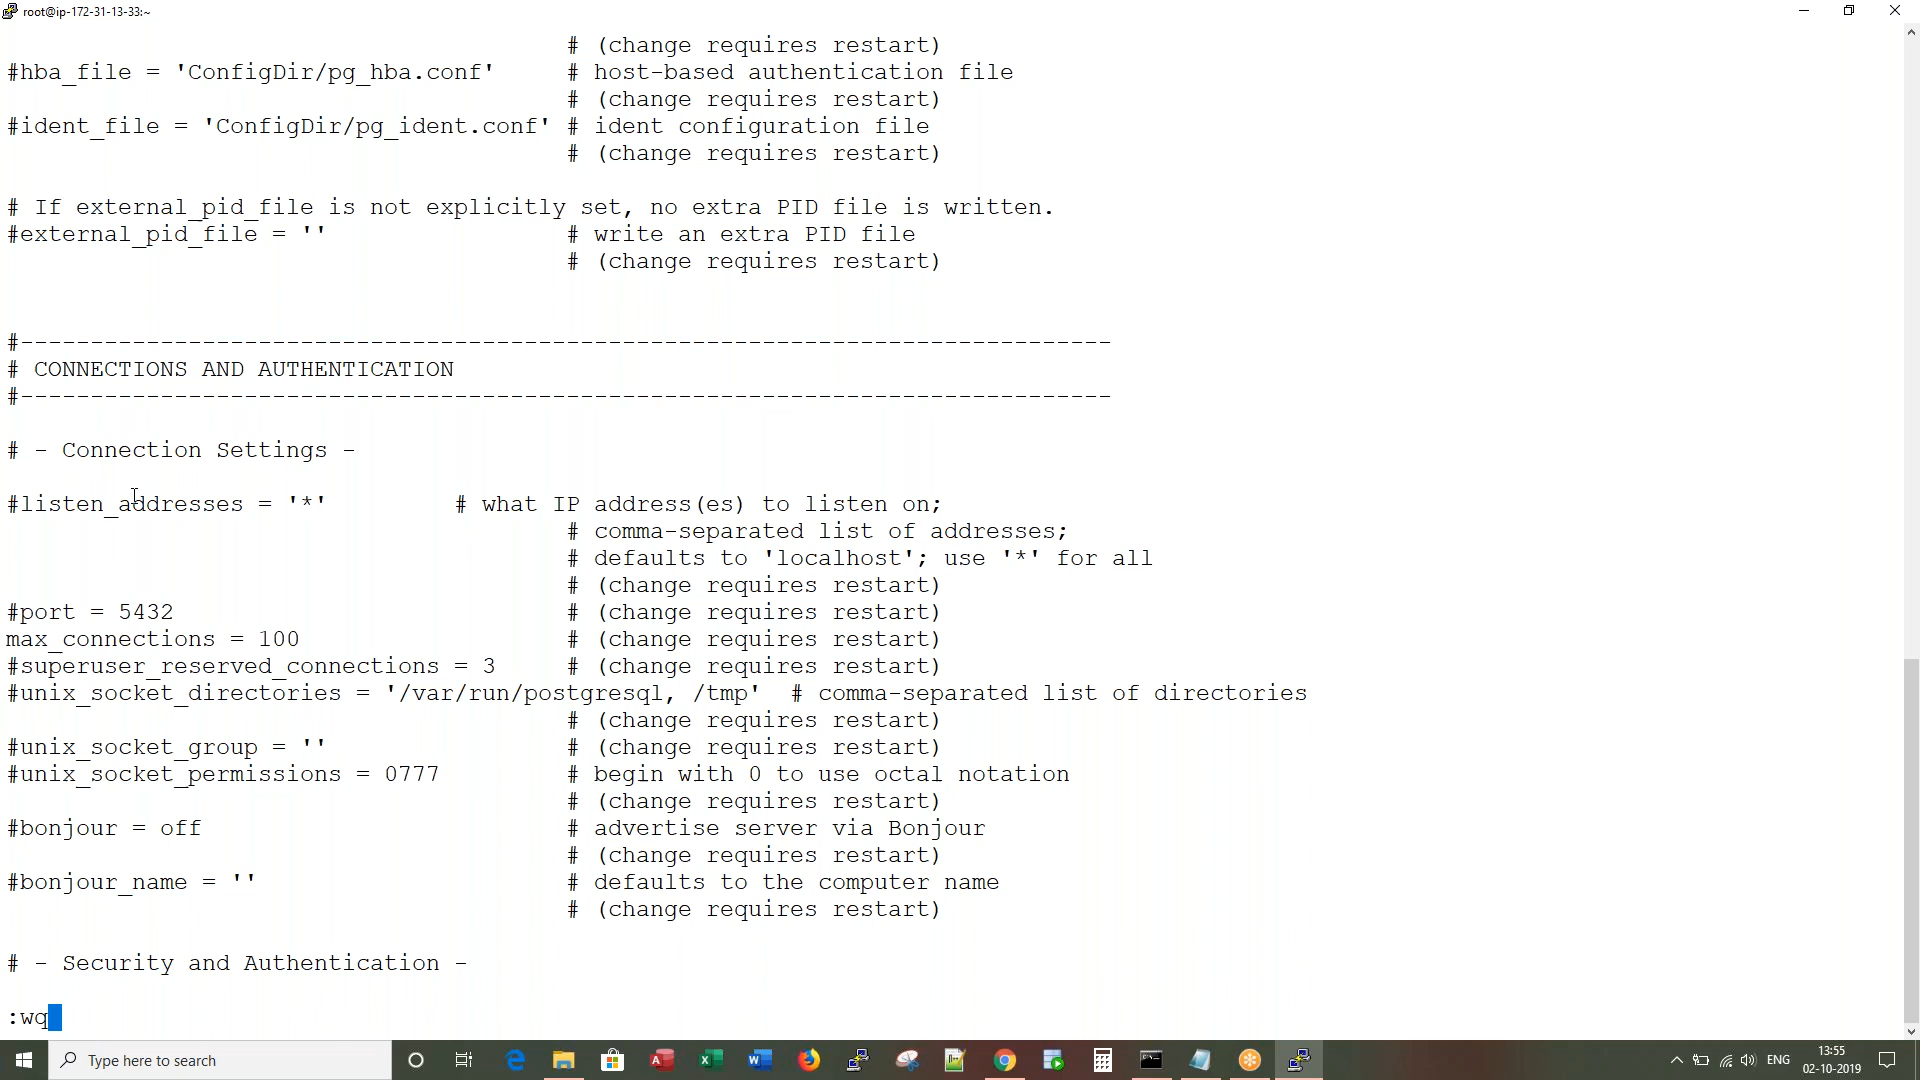 root@ip-172-31-13-33:~
# (change requires restart)
#hba_file = 'ConfigDir/pg_hba.conf' # host-based authentication file
# (change requires restart)
#ident_file = 'ConfigDir/pg_ident.conf' # ident configuration file
# (change requires restart)
# If external_pid_file is not explicitly set, no extra PID file is written.
#external_pid_file = '' # write an extra PID file
# (change requires restart)
#------------------------------------------------------------------------------
# CONNECTIONS AND AUTHENTICATION
#------------------------------------------------------------------------------
# - Connection Settings -
#listen_addresses = '*' # what IP address(es) to listen on;
# comma-separated list of addresses;
# defaults to 'localhost'; use '*' for all
# (change requires restart)
#port = 5432 # (change requires restart)
max_connections = 100 # (change requires restart)
#superuser_reserved_connections = 3 # (change requires restart)
#unix_socket_directories = '/var/run/postgresql, /tmp' # comma-separated list of directories
# (change requires restart)
#unix_socket_group = '' # (change requires restart)
#unix_socket_permissions = 0777 # begin with 0 to use octal notation
# (change requires restart)
#bonjour = off # advertise server via Bonjour
# (change requires restart)
#bonjour_name = '' # defaults to the computer name
# (change requires restart)
# - Security and Authentication -
:wq
Type here to search
ENG
13:55
02-10-2019